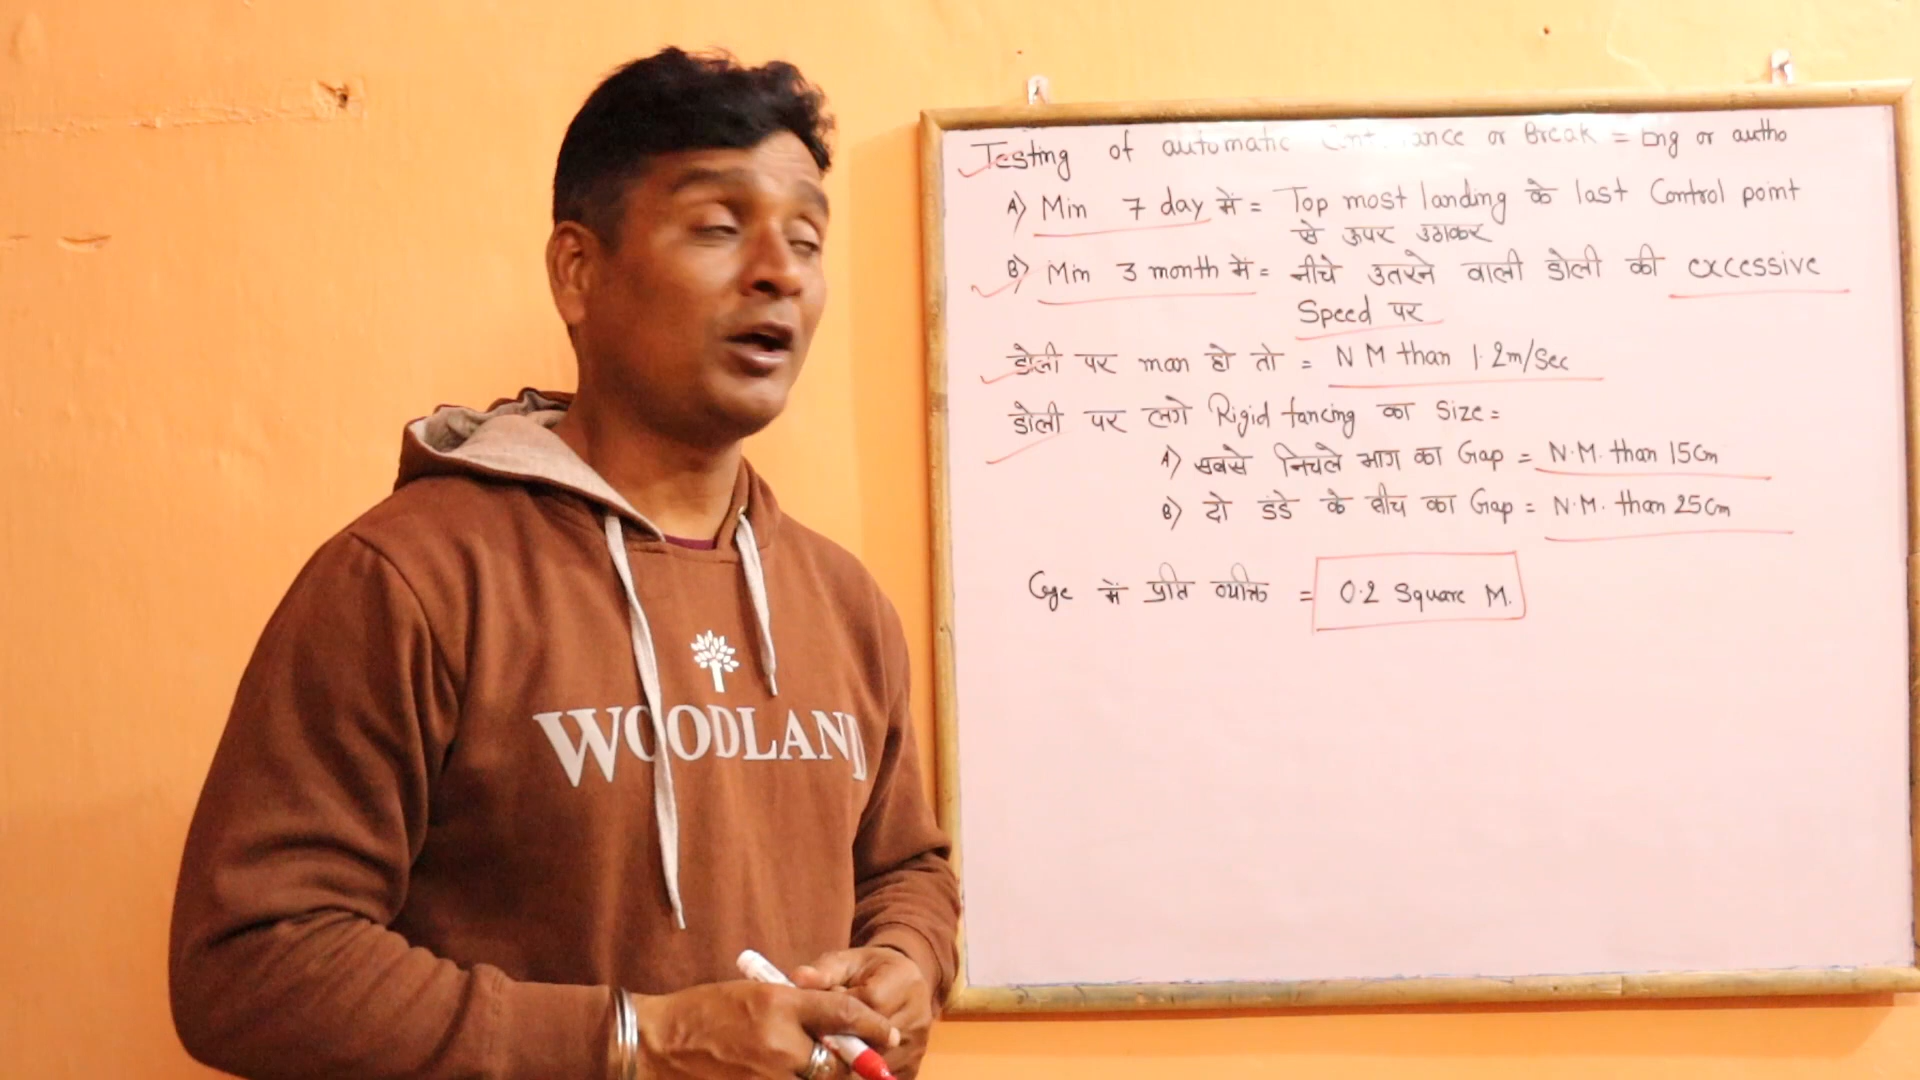 WOODLAND
Testing of automatic or Break = Eng or autho
A) Min 7 day में = Top most landing के last Control point
से ऊपर उठाकर
B) Min 3 month में = नीचे उतरने वाली डोली की excessive
Speed पर
डोली पर man हो तो = N M than 1.2m/Sec
डोली पर लगे Rigid fancing का Size =
A) सबसे निचले भाग का Gap = N.M. than 15Cm
B) दो डंडे के बीच का Gap = N.M. than 25Cm
Cge में प्रति व्यक्ति = 0.2 Square M.